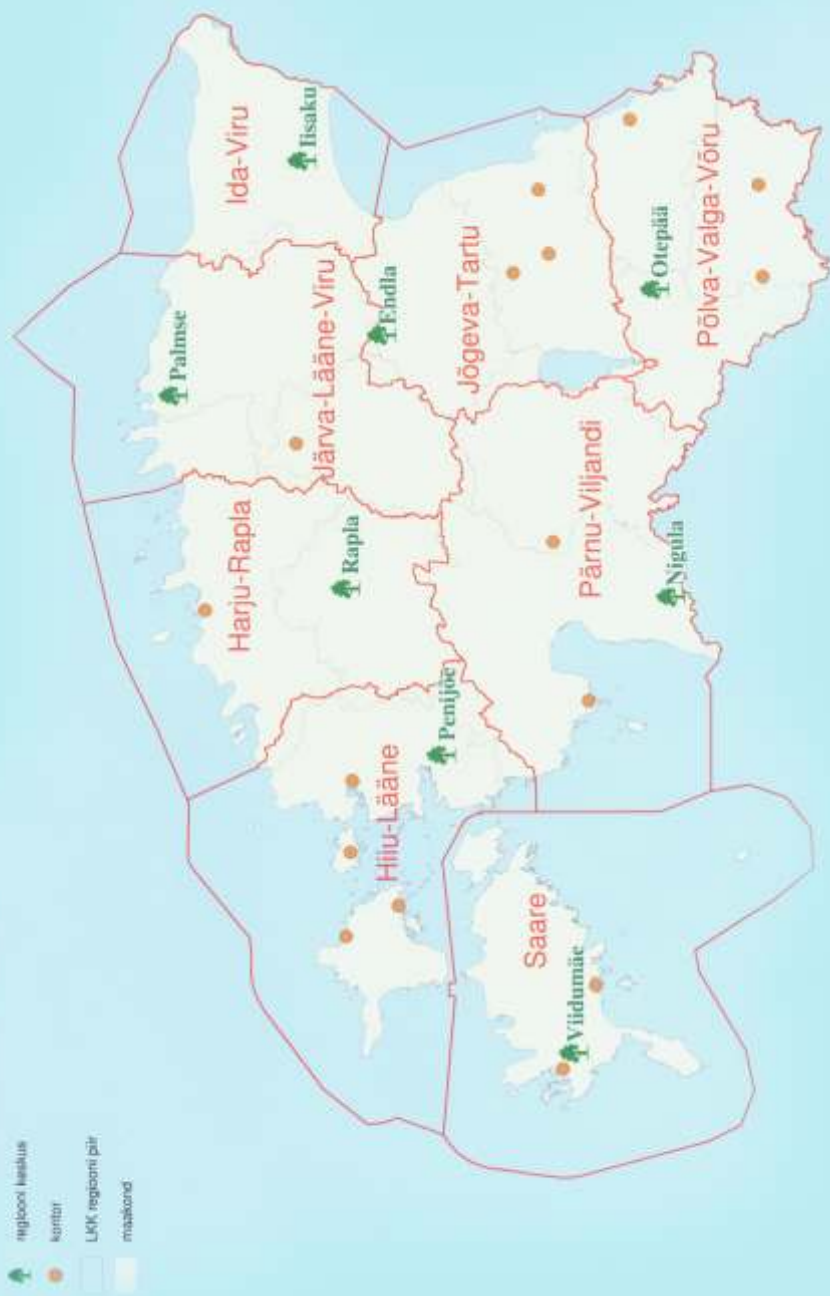 regiooni keskus
kontor
LKK regiooni piir
maakond
Ida-Viru
Iisaku
Palmse
Järva-Lääne-Viru
Endla
Harju-Rapla
Rapla
Jõgeva-Tartu
Otepää
Põlva-Valga-Võru
Pärnu-Viljandi
Nigula
Penijõe
Hiiu-Lääne
Saare
Viidumäe